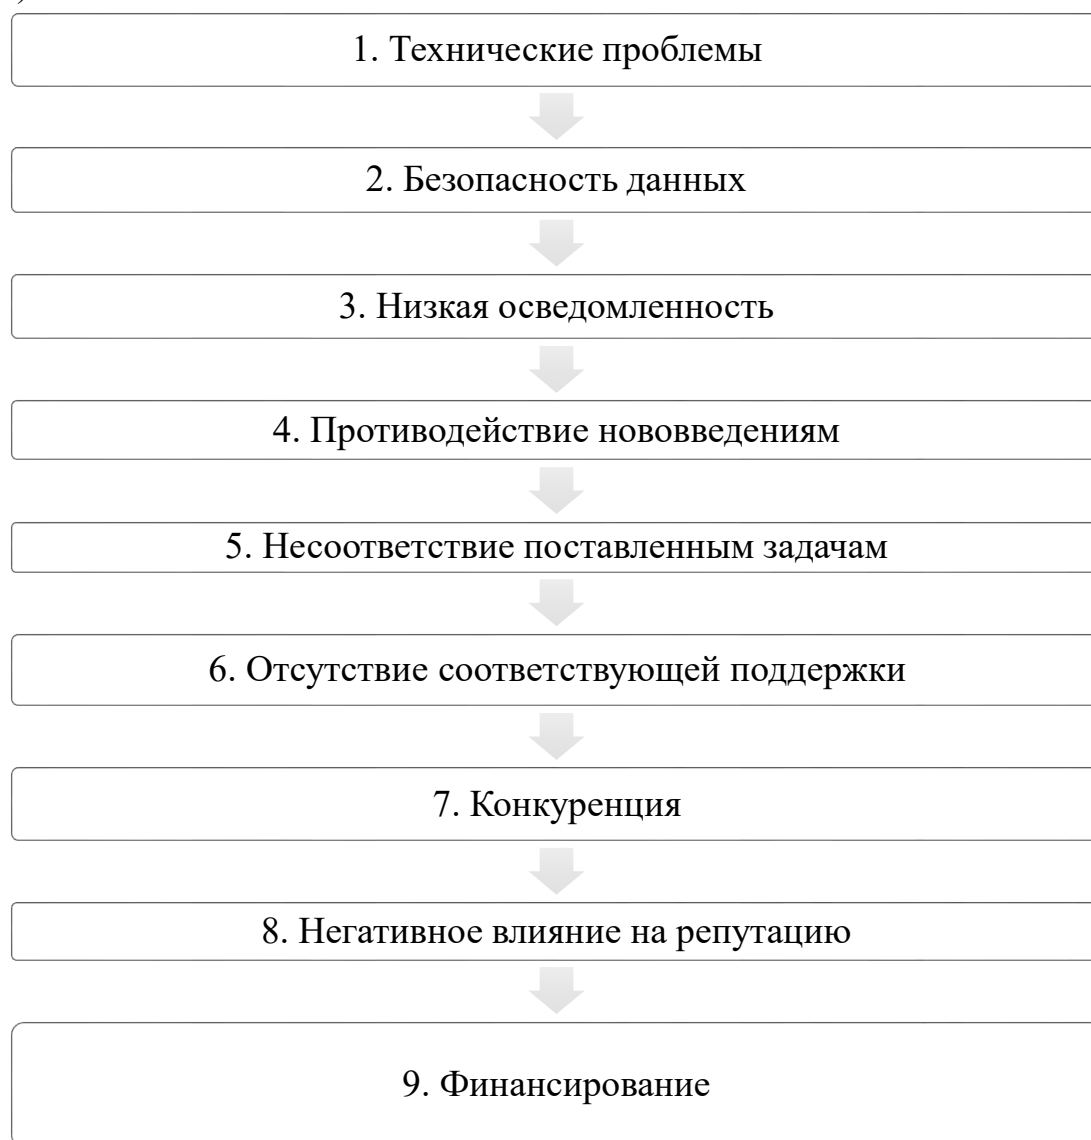 1. Технические проблемы
2. Безопасность данных
3. Низкая осведомленность
4. Противодействие нововведениям
5. Несоответствие поставленным задачам
6. Отсутствие соответствующей поддержки
7. Конкуренция
8. Негативное влияние на репутацию
9. Финансирование